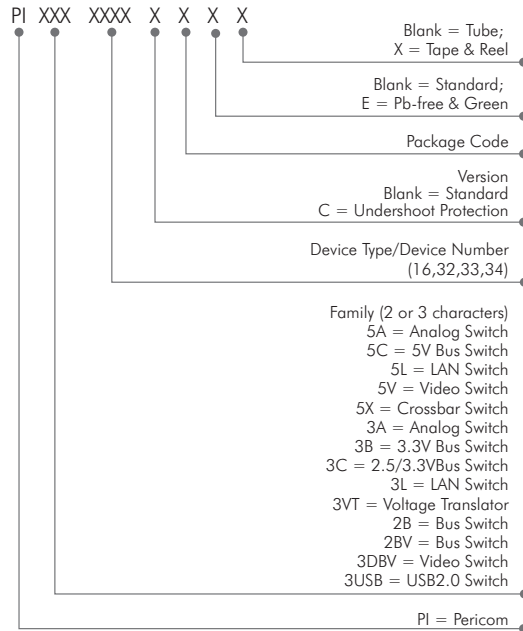 PI XXX XXXX X X X X
Blank = Tube;
X = Tape & Reel
Blank = Standard;
E = Pb-free & Green
Package Code
Version
Blank = Standard
C = Undershoot Protection
Device Type/Device Number
(16,32,33,34)
Family (2 or 3 characters)
5A = Analog Switch
5C = 5V Bus Switch
5L = LAN Switch
5V = Video Switch
5X = Crossbar Switch
3A = Analog Switch
3B = 3.3V Bus Switch
3C = 2.5/3.3VBus Switch
3L = LAN Switch
3VT = Voltage Translator
2B = Bus Switch
2BV = Bus Switch
3DBV = Video Switch
3USB = USB2.0 Switch
PI = Pericom